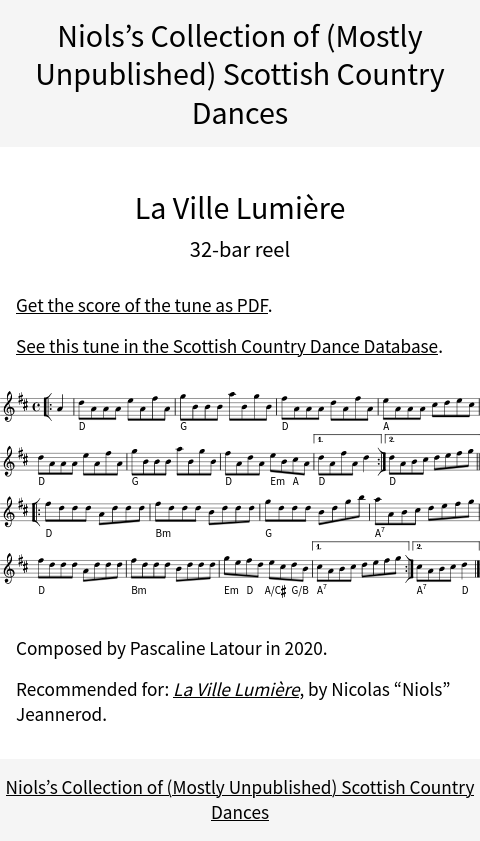 Niols’s Collection of (Mostly
Unpublished) Scottish Country
Dances
La Ville Lumière
32-bar reel
Get the score of the tune as PDF.
See this tune in the Scottish Country Dance Database.
D G D A
1. 2.
D G D Em A D D
D Bm G A7
1. 2.
D Bm Em D A/C♯ G/B A7 A7 D
Composed by Pascaline Latour in 2020.
Recommended for: La Ville Lumière, by Nicolas “Niols”
Jeannerod.
Niols’s Collection of (Mostly Unpublished) Scottish Country
Dances